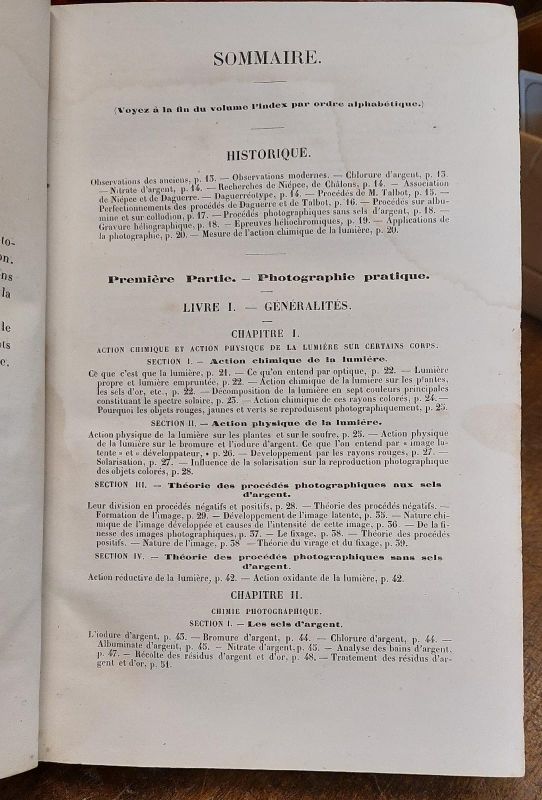 SOMMAIRE.
(Voyez à la fin du volume l'index par ordre alphabétique.)
HISTORIQUE.
Observations des anciens, p. 13. — Observations modernes. — Chlorure d'argent, p. 13.
— Nitrate d'argent, p. 14. — Recherches de Niépce, de Châlons, p. 14. — Association
de Niépce et de Daguerre. — Daguerréotype, p. 14. — Procédés de M. Talbot, p. 15. —
Perfectionnements des procédés de Daguerre et de Talbot, p. 16. — Procédés sur albu-
mine et sur collodion, p. 17. — Procédés photographiques sans sels d'argent, p. 18. —
Gravure héliographique, p. 18. — Épreuves héliochromiques, p. 19. — Applications de
la photographie, p. 20. — Mesure de l'action chimique de la lumière, p. 20.
Première Partie. — Photographie pratique.
LIVRE I. — GÉNÉRALITÉS.
CHAPITRE I.
ACTION CHIMIQUE ET ACTION PHYSIQUE DE LA LUMIÈRE SUR CERTAINS CORPS.
SECTION I. — Action chimique de la lumière.
Ce que c'est que la lumière, p. 21. — Ce qu'on entend par optique, p. 22. — Lumière
propre et lumière empruntée, p. 22. — Action chimique de la lumière sur les plantes,
les sels d'or, etc., p. 22. — Décomposition de la lumière en sept couleurs principales
constituant le spectre solaire, p. 23. — Action chimique de ces rayons colorés, p. 24. —
Pourquoi les objets rouges, jaunes et verts se reproduisent photographiquement, p. 25.
SECTION II. — Action physique de la lumière.
Action physique de la lumière sur les plantes et sur le soufre, p. 25. — Action physique
de la lumière sur le bromure et l'iodure d'argent. Ce que l'on entend par « image la-
tente » et « développateur, » p. 26. — Développement par les rayons rouges, p. 27. —
Solarisation, p. 27. — Influence de la solarisation sur la reproduction photographique
des objets colorés, p. 28.
SECTION III. — Théorie des procédés photographiques aux sels
d'argent.
Leur division en procédés négatifs et positifs, p. 28. — Théorie des procédés négatifs. —
Formation de l'image, p. 29. — Développement de l'image latente, p. 35. — Nature chi-
mique de l'image développée et causes de l'intensité de cette image, p. 36. — De la fi-
nesse des images photographiques, p. 37. — Le fixage, p. 38. — Théorie des procédés
positifs. — Nature de l'image, p. 38 — Théorie du virage et du fixage, p. 39.
SECTION IV. — Théorie des procédés photographiques sans sels
d'argent.
Action réductive de la lumière, p. 42. — Action oxidante de la lumière, p. 42.
CHAPITRE II.
CHIMIE PHOTOGRAPHIQUE.
SECTION I. — Les sels d'argent.
L'iodure d'argent, p. 43. — Bromure d'argent, p. 44. — Chlorure d'argent, p. 44. —
Albuminate d'argent, p. 45. — Nitrate d'argent, p. 45. — Analyse des bains d'argent,
p. 47. — Récolte des résidus d'argent et d'or, p. 48. — Traitement des résidus d'ar-
gent et d'or, p. 51.
to-
on.
ns
la
le
ots
e.